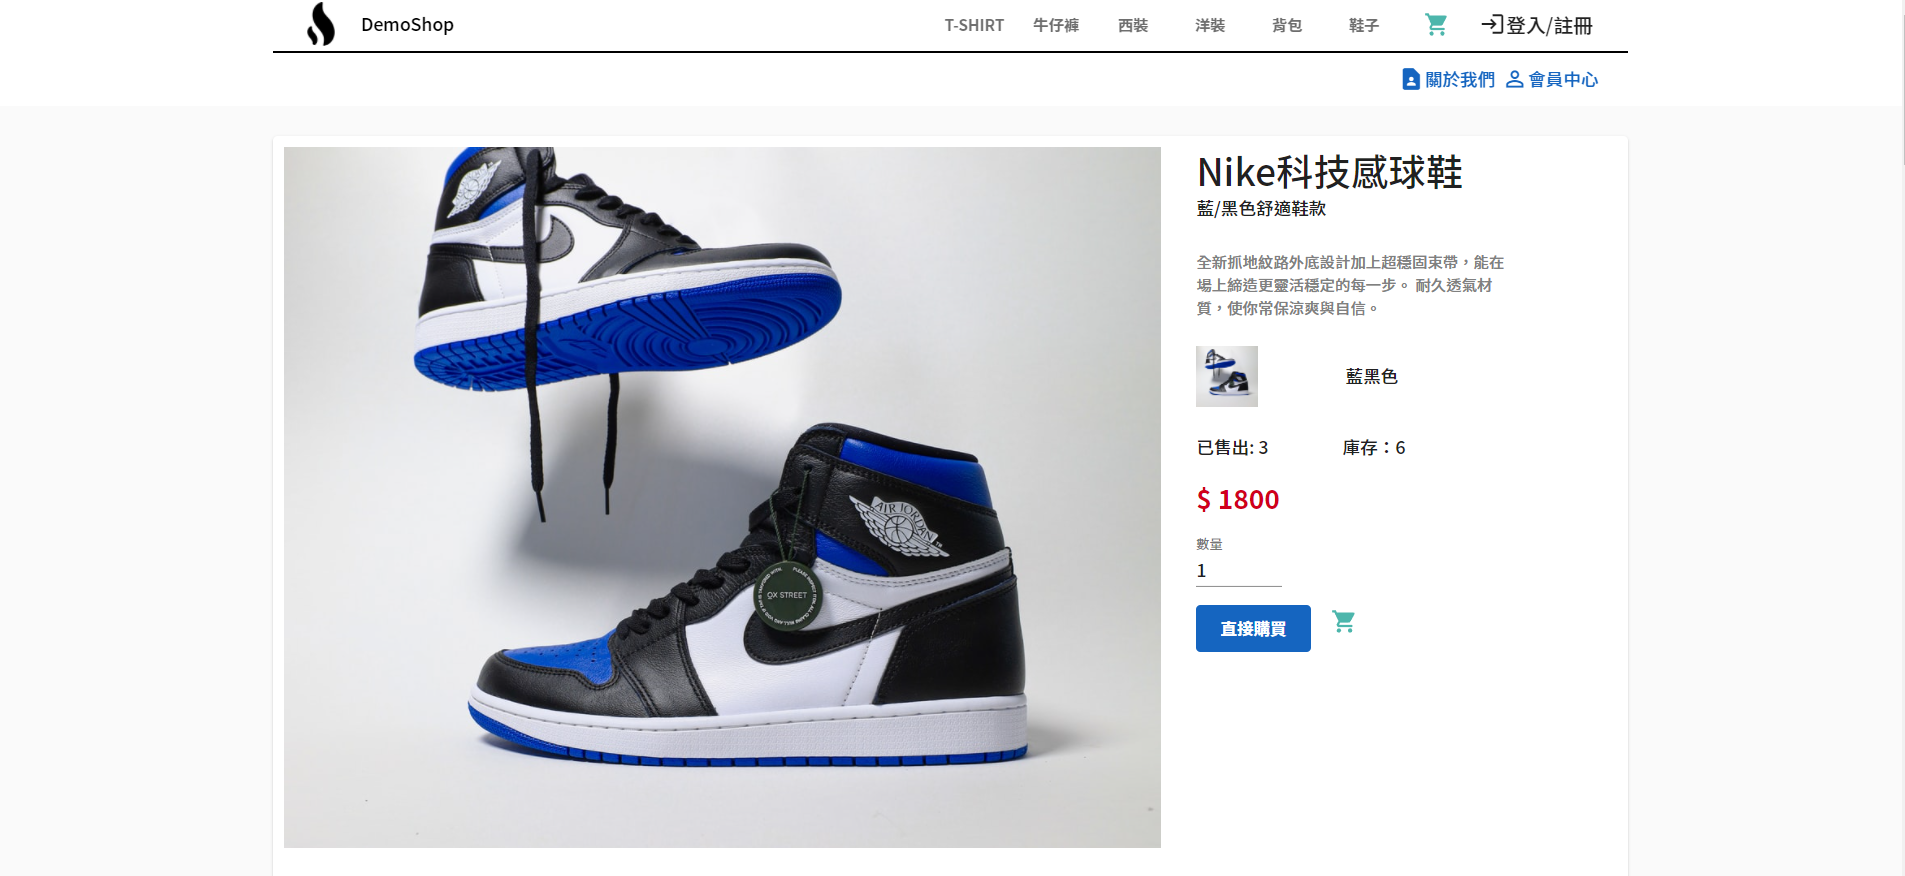 DemoShop
T-SHIRT 牛仔褲 西裝 洋裝 背包 鞋子 登入/註冊
關於我們 會員中心
Nike科技感球鞋
藍/黑色舒適鞋款
全新抓地紋路外底設計加上超穩固束帶，能在
場上締造更靈活穩定的每一步。 耐久透氣材
質，使你常保涼爽與自信。
藍黑色
已售出: 3 庫存：6
$ 1800
數量
1
直接購買
AIR JORDAN
TM
OX STREET